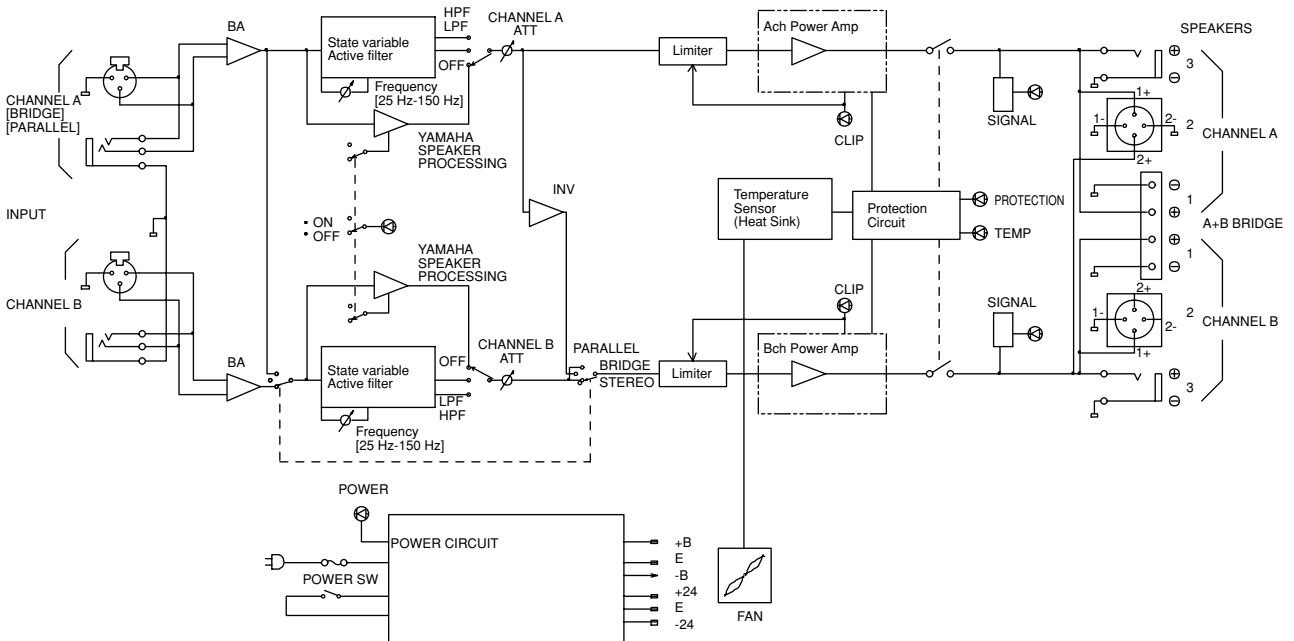 BA
State variable
Active filter
Frequency
[25 Hz-150 Hz]
HPF
LPF
OFF
CHANNEL A
ATT
Limiter
Ach Power Amp
CLIP
SIGNAL
SPEAKERS
3
1+
1-
2-
2+
2
CHANNEL A
CHANNEL A
[BRIDGE]
[PARALLEL]
YAMAHA
SPEAKER
PROCESSING
INPUT
ON
OFF
INV
Temperature
Sensor
(Heat Sink)
Protection
Circuit
PROTECTION
TEMP
1
A+B BRIDGE
1
CHANNEL B
YAMAHA
SPEAKER
PROCESSING
CLIP
SIGNAL
2+
1-
2-
1+
2
CHANNEL B
3
BA
State variable
Active filter
Frequency
[25 Hz-150 Hz]
OFF
LPF
HPF
CHANNEL B
ATT
PARALLEL
BRIDGE
STEREO
Limiter
Bch Power Amp
POWER
POWER CIRCUIT
POWER SW
+B
E
-B
+24
E
-24
FAN